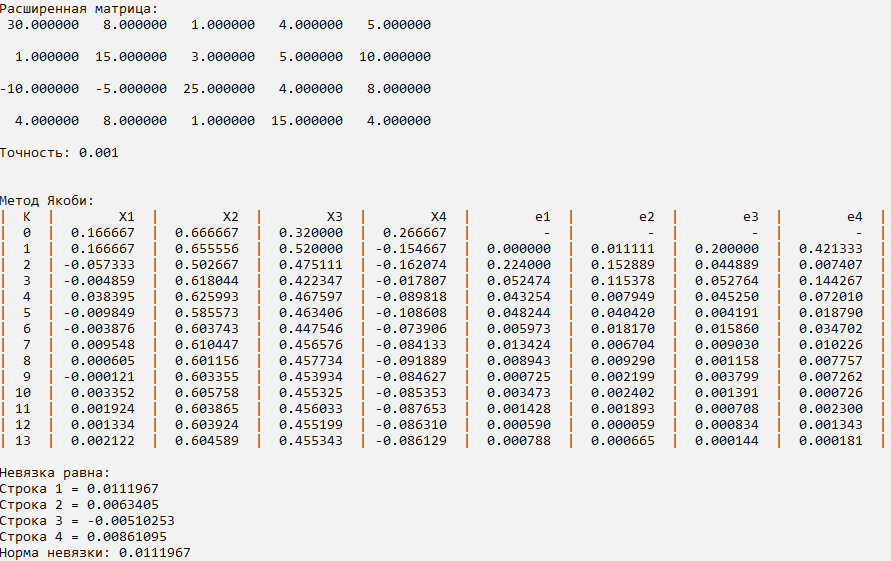 Расширенная матрица:
30.000000 8.000000 1.000000 4.000000 5.000000
1.000000 15.000000 3.000000 5.000000 10.000000
-10.000000 -5.000000 25.000000 4.000000 8.000000
4.000000 8.000000 1.000000 15.000000 4.000000
Точность: 0.001
Метод Якоби:
| K | X1 | X2 | X3 | X4 | e1 | e2 | e3 | e4 |
| 0 | 0.166667 | 0.666667 | 0.320000 | 0.266667 | - | - | - | - |
| 1 | 0.166667 | 0.655556 | 0.520000 | -0.154667 | 0.000000 | 0.011111 | 0.200000 | 0.421333 |
| 2 | -0.057333 | 0.502667 | 0.475111 | -0.162074 | 0.224000 | 0.152889 | 0.044889 | 0.007407 |
| 3 | -0.004859 | 0.618044 | 0.422347 | -0.017807 | 0.052474 | 0.115378 | 0.052764 | 0.144267 |
| 4 | 0.038395 | 0.625993 | 0.467597 | -0.089818 | 0.043254 | 0.007949 | 0.045250 | 0.072010 |
| 5 | -0.009849 | 0.585573 | 0.463406 | -0.108608 | 0.048244 | 0.040420 | 0.004191 | 0.018790 |
| 6 | -0.003876 | 0.603743 | 0.447546 | -0.073906 | 0.005973 | 0.018170 | 0.015860 | 0.034702 |
| 7 | 0.009548 | 0.610447 | 0.456576 | -0.084133 | 0.013424 | 0.006704 | 0.009030 | 0.010226 |
| 8 | 0.000605 | 0.601156 | 0.457734 | -0.091889 | 0.008943 | 0.009290 | 0.001158 | 0.007757 |
| 9 | -0.000121 | 0.603355 | 0.453934 | -0.084627 | 0.000725 | 0.002199 | 0.003799 | 0.007262 |
| 10 | 0.003352 | 0.605758 | 0.455325 | -0.085353 | 0.003473 | 0.002402 | 0.001391 | 0.000726 |
| 11 | 0.001924 | 0.603865 | 0.456033 | -0.087653 | 0.001428 | 0.001893 | 0.000708 | 0.002300 |
| 12 | 0.001334 | 0.603924 | 0.455199 | -0.086310 | 0.000590 | 0.000059 | 0.000834 | 0.001343 |
| 13 | 0.002122 | 0.604589 | 0.455343 | -0.086129 | 0.000788 | 0.000665 | 0.000144 | 0.000181 |
Невязка равна:
Строка 1 = 0.0111967
Строка 2 = 0.0063405
Строка 3 = -0.00510253
Строка 4 = 0.00861095
Норма невязки: 0.0111967